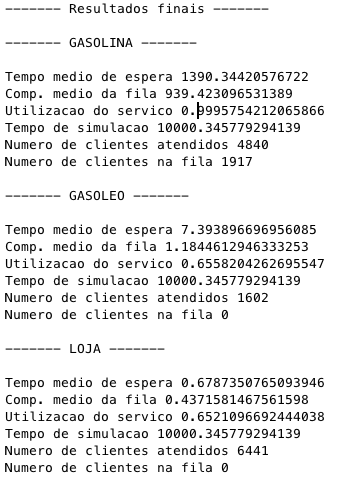 ------- Resultados finais -------
------- GASOLINA -------
Tempo medio de espera 1390.34420576722
Comp. medio da fila 939.423096531389
Utilizacao do servico 0.9995754212065866
Tempo de simulacao 10000.345779294139
Numero de clientes atendidos 4840
Numero de clientes na fila 1917
------- GASOLEO -------
Tempo medio de espera 7.393896696956085
Comp. medio da fila 1.1844612946333253
Utilizacao do servico 0.6558204262695547
Tempo de simulacao 10000.345779294139
Numero de clientes atendidos 1602
Numero de clientes na fila 0
------- LOJA -------
Tempo medio de espera 0.6787350765093946
Comp. medio da fila 0.4371581467561598
Utilizacao do servico 0.6521096692444038
Tempo de simulacao 10000.345779294139
Numero de clientes atendidos 6441
Numero de clientes na fila 0